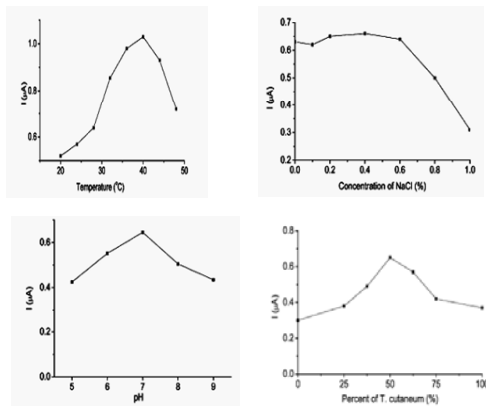 I (μA)
1.0
0.8
0.6
20 30 40 50
Temperature (°C)
I (μA)
0.7
0.6
0.5
0.4
0.3
0.2
0.0 0.2 0.4 0.6 0.8 1.0
Concentration of NaCl (%)
I (μA)
0.6
0.4
0.2
0.0
5 6 7 8 9
pH
I (μA)
0.8
0.6
0.4
0.2
0.0
0 25 50 75 100
Percent of T. cutaneum (%)